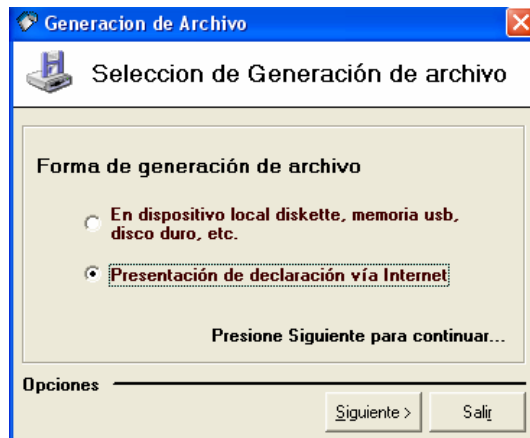 Generacion de Archivo
Seleccion de Generación de archivo
Forma de generación de archivo
En dispositivo local diskette, memoria usb,
disco duro, etc.
Presentación de declaración vía Internet
Presione Siguiente para continuar...
Opciones
Siguiente >
Salir